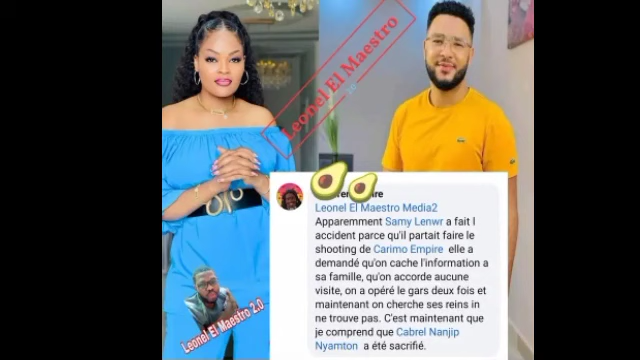 Leonel El Maestro
2.0
Leonel El Maestro Media2
Apparemment Samy Lenwr a fait l
accident parce qu'il partait faire le
shooting de Carimo Empire elle a
demandé qu'on cache l'information a
sa famille, qu'on accorde aucune
visite, on a opéré le gars deux fois et
maintenant on cherche ses reins in
ne trouve pas. C'est maintenant que
je comprend que Cabrel Nanjip
Nyamton a été sacrifié.
Leonel El Maestro 2.0